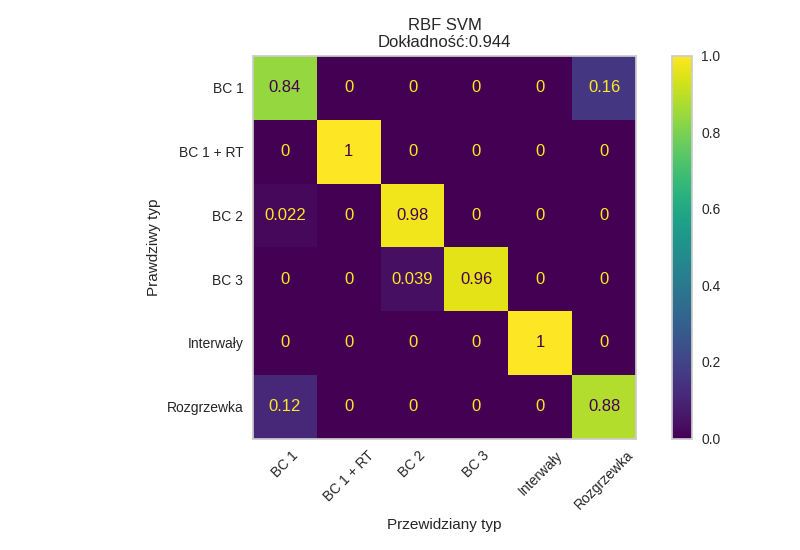 RBF SVM
Dokładność:0.944
Prawdziwy typ
BC 1 0.84 0 0 0 0 0.16
BC 1 + RT 0 1 0 0 0 0
BC 2 0.022 0 0.98 0 0 0
BC 3 0 0 0.039 0.96 0 0
Interwały 0 0 0 0 1 0
Rozgrzewka 0.12 0 0 0 0 0.88
BC 1 BC 1 + RT BC 2 BC 3 Interwały Rozgrzewka
Przewidziany typ
1.0
0.8
0.6
0.4
0.2
0.0